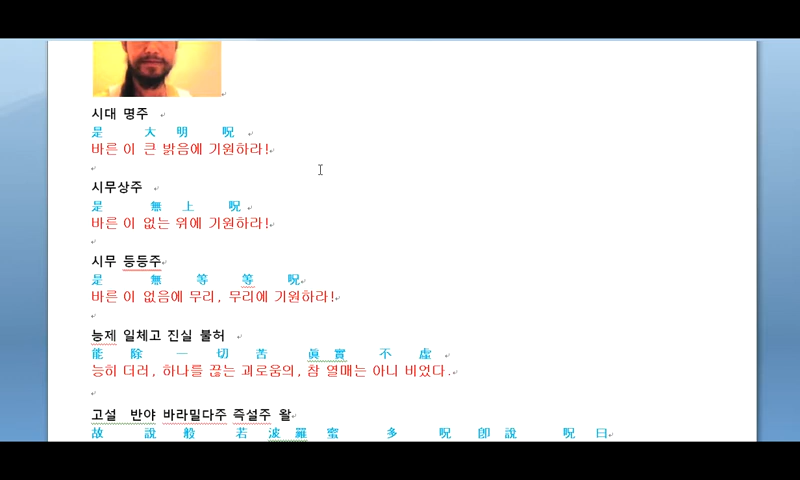 시대 명주
是 大 明 呪
바른 이 큰 밝음에 기원하라!
시무상주
是 無 上 呪
바른 이 없는 위에 기원하라!
시무 등등주
是 無 等 等 呪
바른 이 없음에 무리, 무리에 기원하라!
능제 일체고 진실 불허
能 除 一 切 苦 眞 實 不 虛
능히 더러, 하나를 끊는 괴로움의, 참 열매는 아니 비었다.
고설 반야 바라밀다주 즉설주 왈
故 說 般 若 波 羅 蜜 多 呪 卽 說 呪 曰